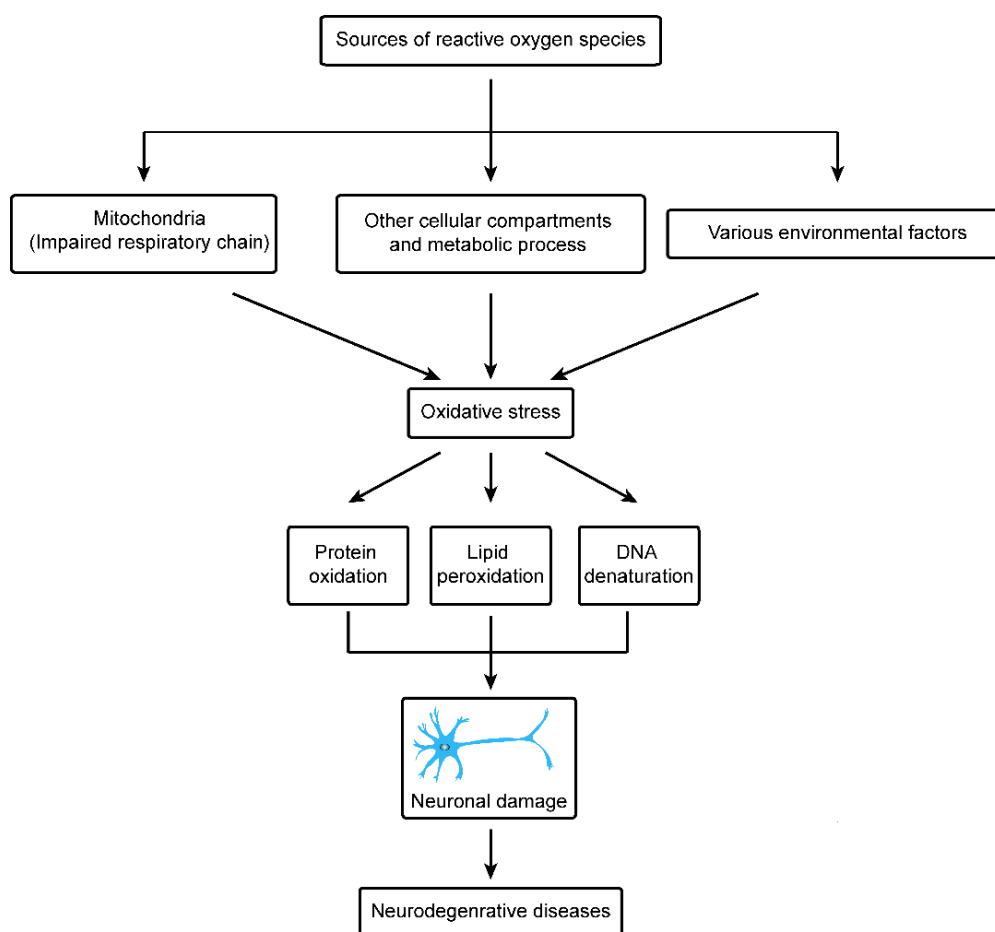 Sources of reactive oxygen species
Mitochondria
(Impaired respiratory chain)
Other cellular compartments
and metabolic process
Various environmental factors
Oxidative stress
Protein
oxidation
Lipid
peroxidation
DNA
denaturation
Neuronal damage
Neurodegenrative diseases